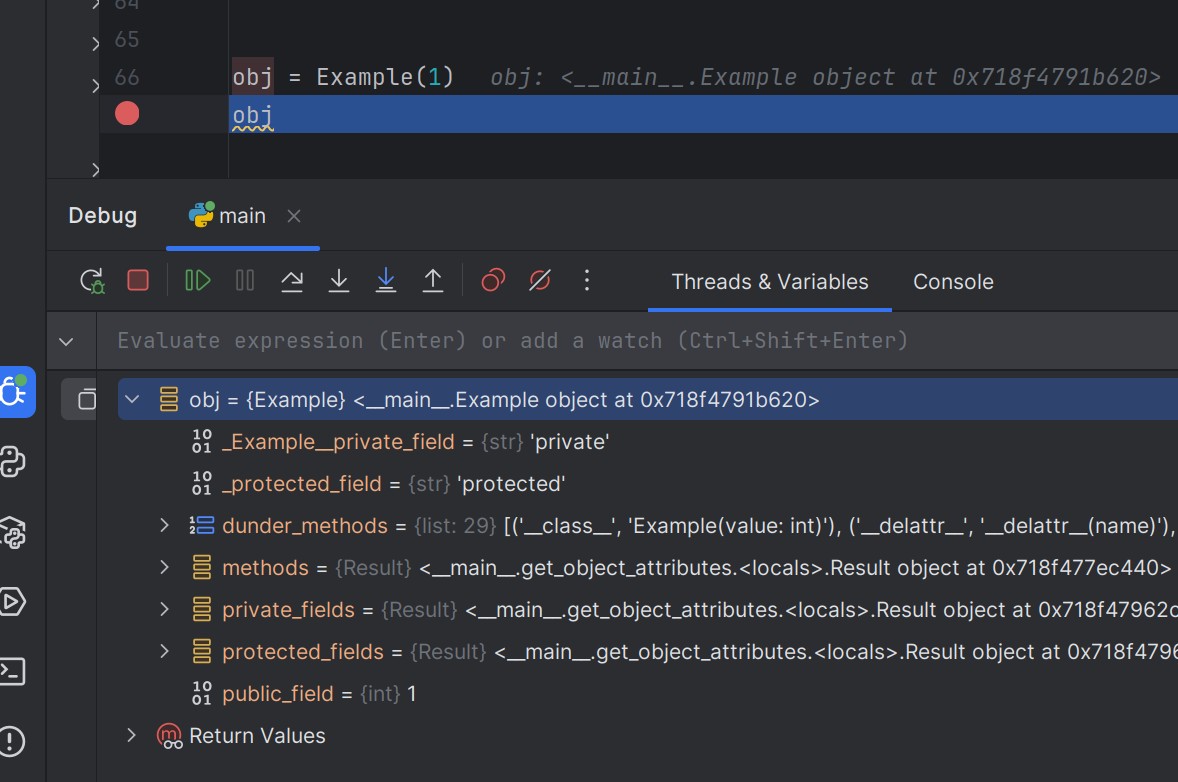 64
65
66 obj = Example(1) obj: <__main__.Example object at 0x718f4791b620>
obj
Debug main
Threads & Variables Console
Evaluate expression (Enter) or add a watch (Ctrl+Shift+Enter)
obj = {Example} <__main__.Example object at 0x718f4791b620>
_Example__private_field = {str} 'private'
_protected_field = {str} 'protected'
dunder_methods = {list: 29} [('__class__', 'Example(value: int)'), ('__delattr__', '__delattr__(name)'),
methods = {Result} <__main__.get_object_attributes.<locals>.Result object at 0x718f477ec440>
private_fields = {Result} <__main__.get_object_attributes.<locals>.Result object at 0x718f47962c
protected_fields = {Result} <__main__.get_object_attributes.<locals>.Result object at 0x718f4796
public_field = {int} 1
Return Values